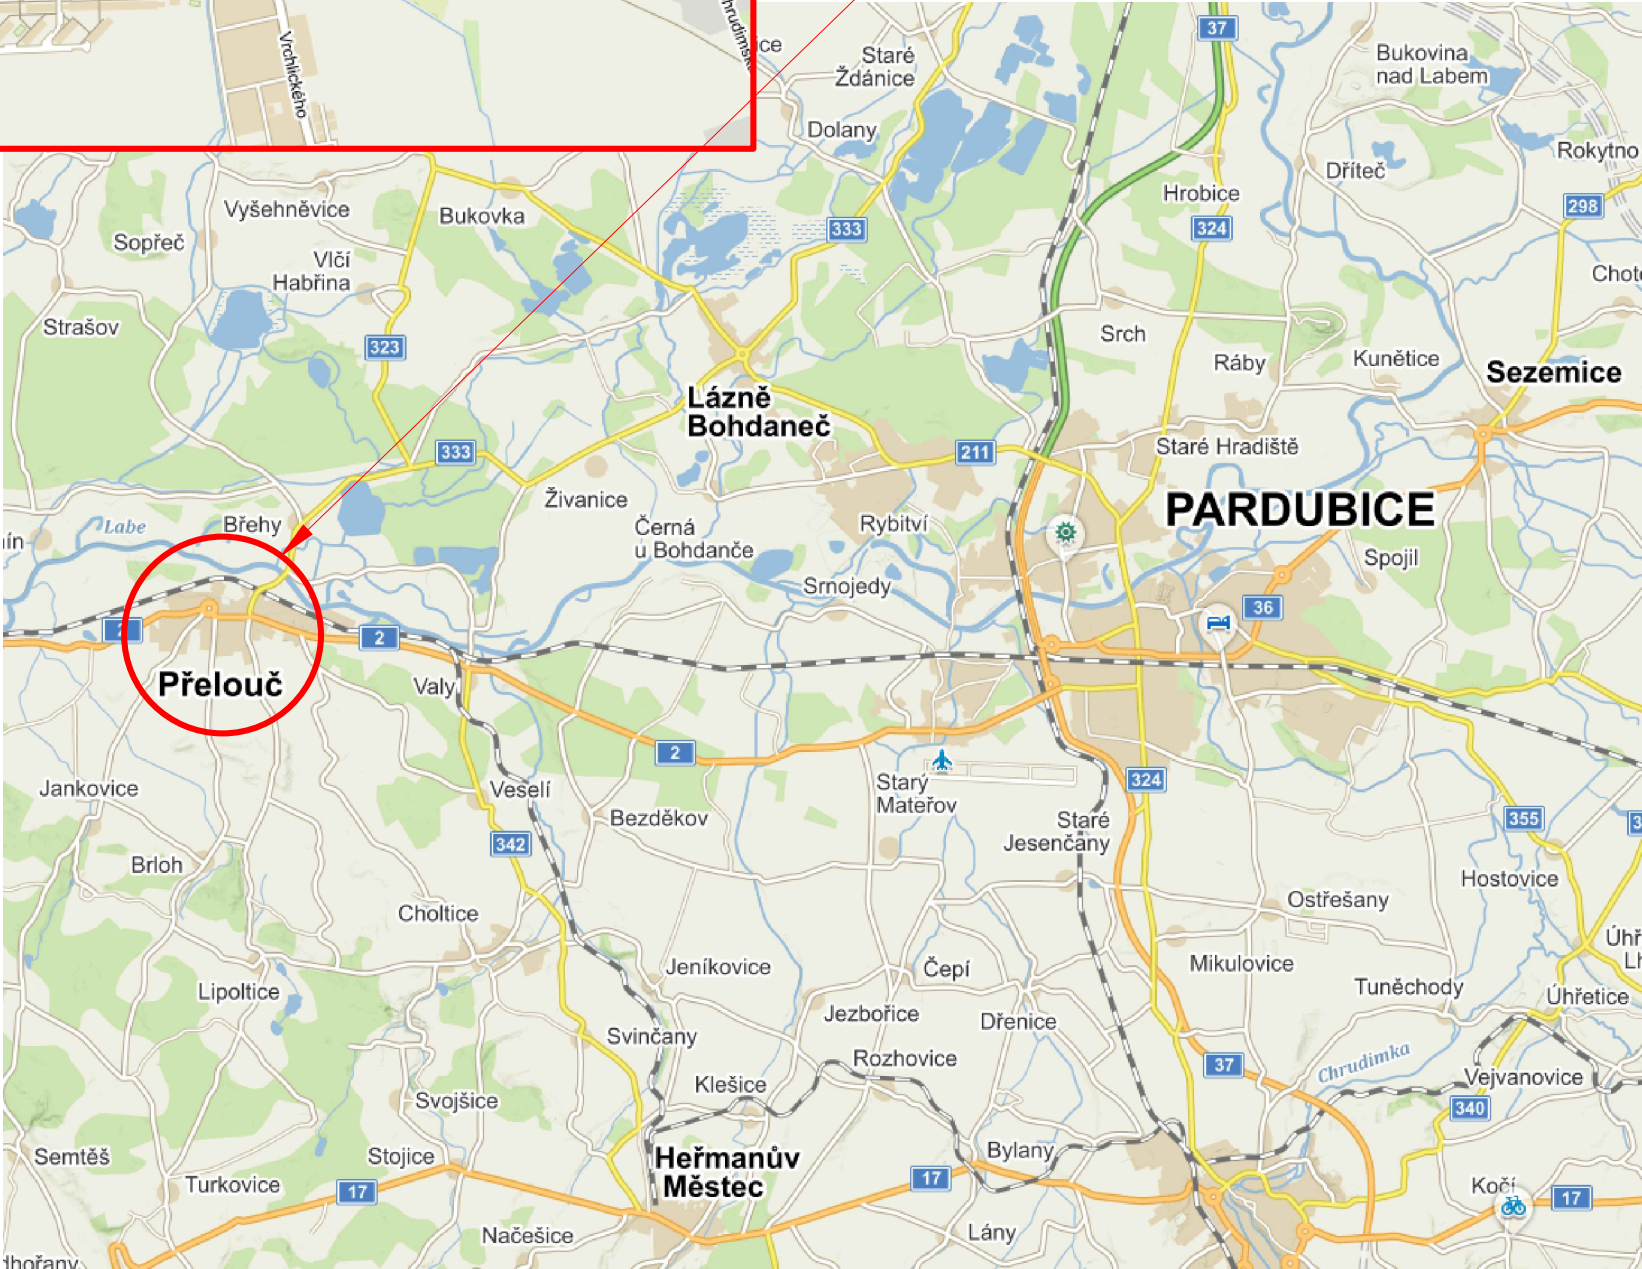 Vrchlického
37
Staré
Ždánice
Bukovina
nad Labem
Dolany
Rokytno
Dříteč
Hrobice
298
Vyšehněvice
Bukovka
333
324
Sopřeč
Vlčí
Habřina
Strašov
323
Srch
Ráby
Kunětice
Sezemice
Lázně
Bohdaneč
333
211
Staré Hradiště
Živanice
PARDUBICE
Labe
Břehy
Černá
u Bohdanče
Rybitví
Spojil
Srnojedy
36
2
2
Přelouč
Valy
2
Jankovice
Veselí
Starý
Mateřov
324
Bezděkov
Staré
Jesenčany
355
342
Brloh
Hostovice
Choltice
Ostřešany
Jeníkovice
Čepí
Mikulovice
Lipoltice
Tuněchody
Úhřetice
Jezbořice
Dřenice
Svinčany
Rozhovice
37
Chrudimka
Klešice
Vejvanovice
Svojšice
340
Semtěš
Stojice
Heřmanův
Městec
Bylany
Turkovice
17
17
Kočí
17
Načešice
Lány